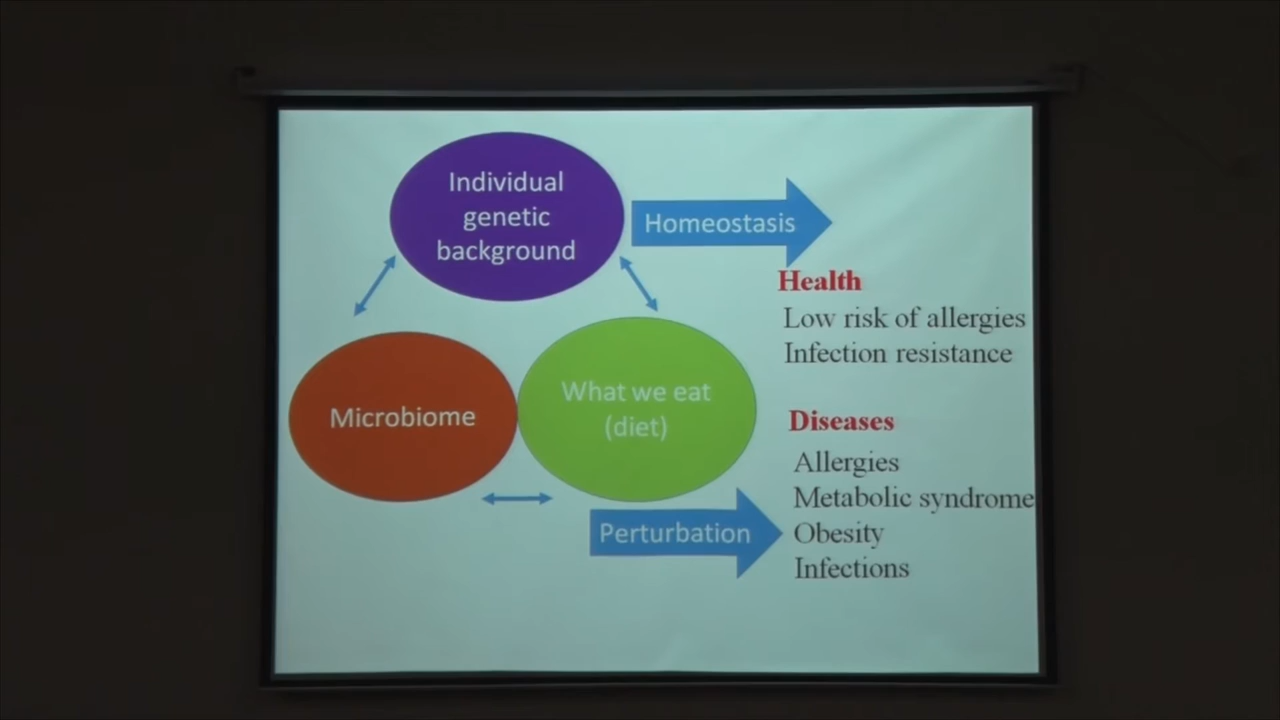 Individual
genetic
background
Homeostasis
Health
Low risk of allergies
Infection resistance
Microbiome
What we eat
(diet)
Diseases
Allergies
Metabolic syndrome
Obesity
Infections
Perturbation